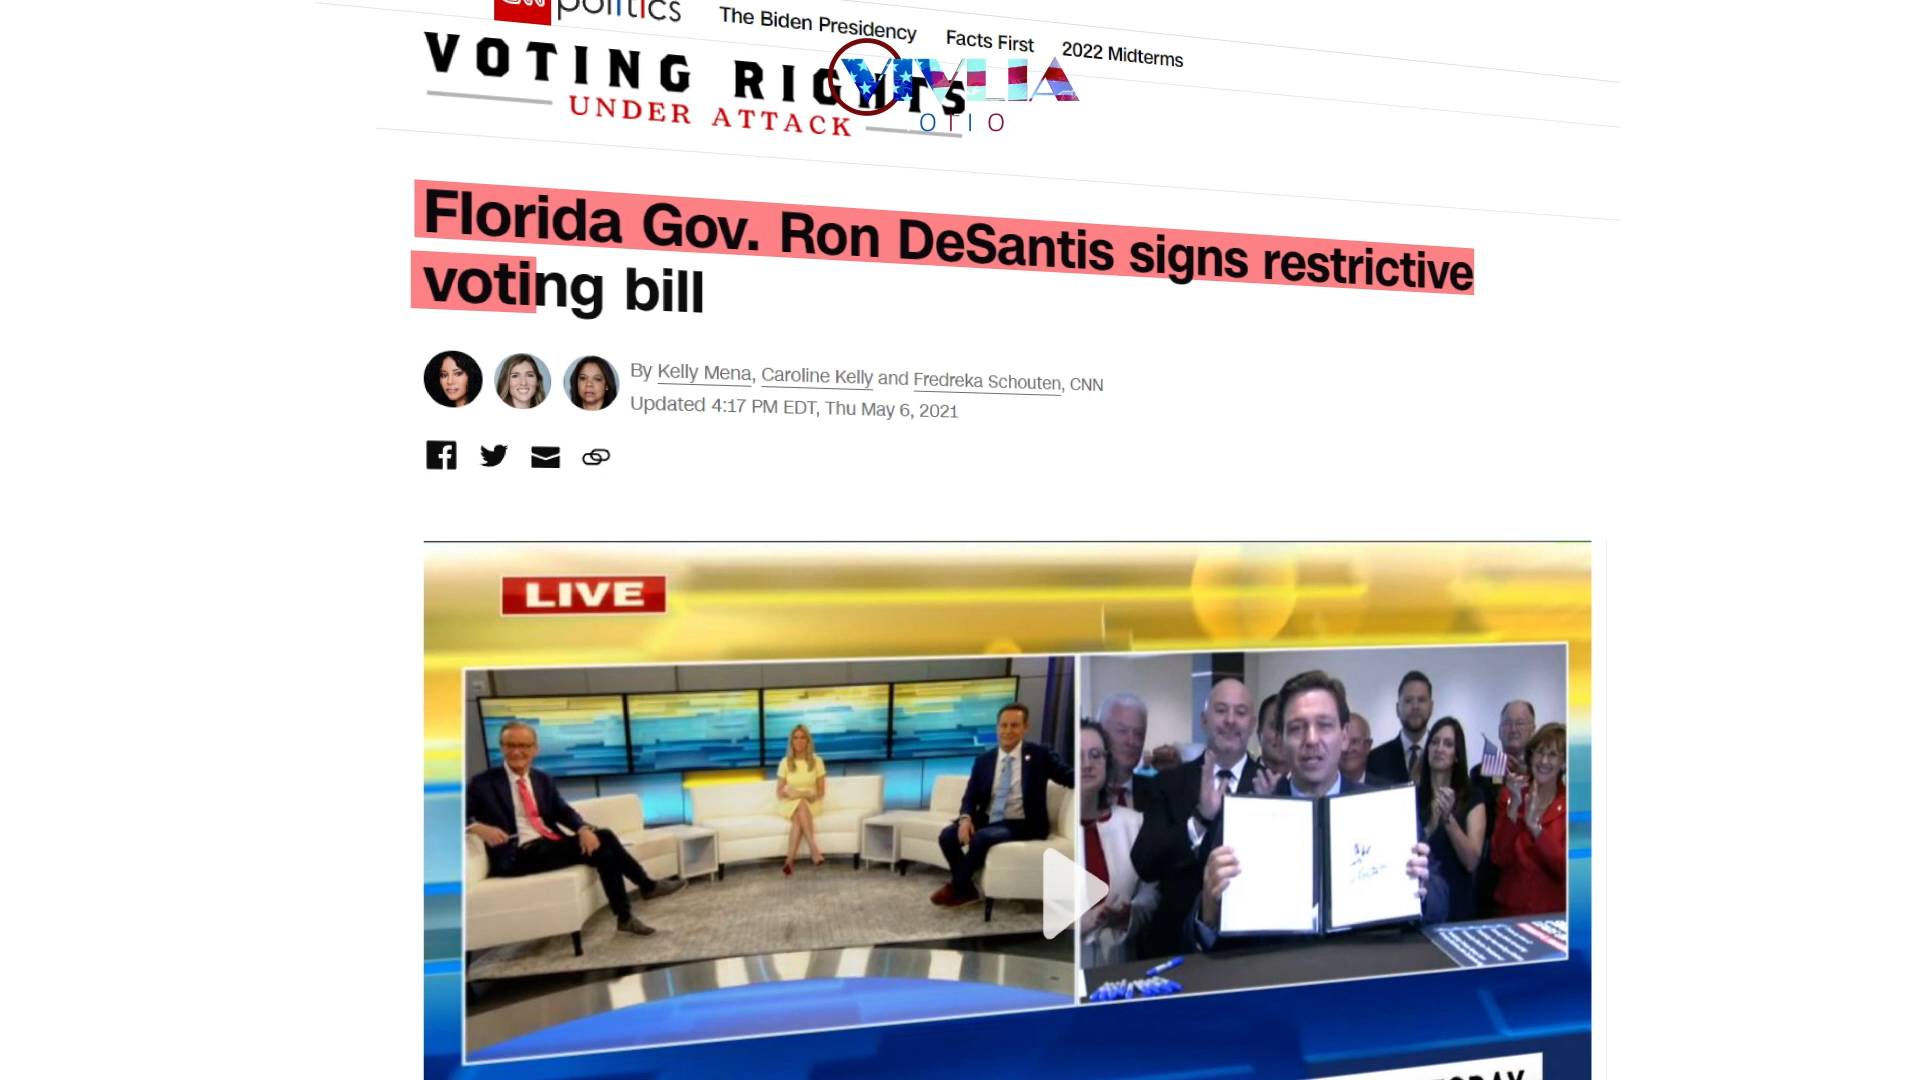 CNN politics The Biden Presidency Facts First 2022 Midterms
VOTING RIGHTS
UNDER ATTACK
OTIO
Florida Gov. Ron DeSantis signs restrictive
voting bill
By Kelly Mena, Caroline Kelly and Fredreka Schouten, CNN
Updated 4:17 PM EDT, Thu May 6, 2021
LIVE